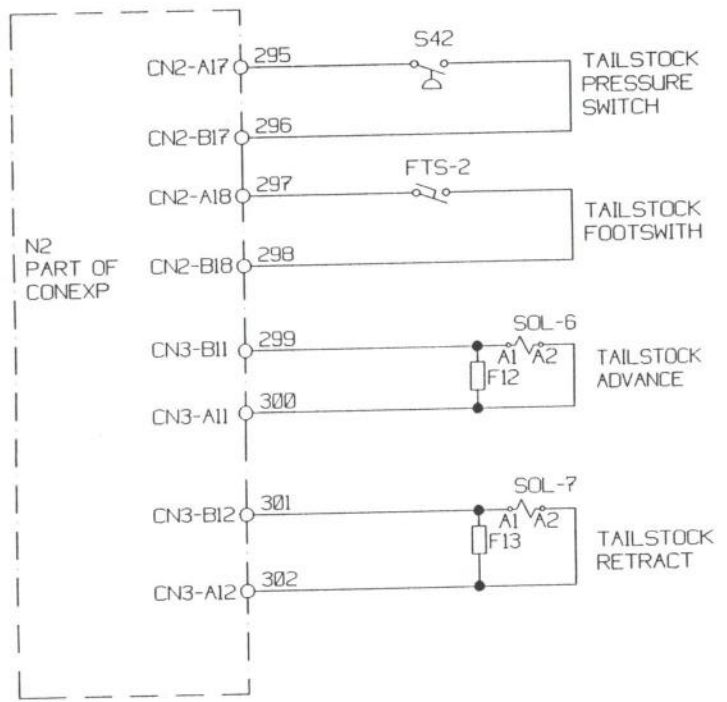 S42
CN2-A17 295
TAILSTOCK
PRESSURE
SWITCH
CN2-B17 296
FTS-2
CN2-A18 297
TAILSTOCK
FOOTSWITH
N2
PART OF
CONEXP
CN2-B18 298
SOL-6
CN3-B11 299
A1 A2
F12
TAILSTOCK
ADVANCE
CN3-A11 300
SOL-7
CN3-B12 301
A1 A2
F13
TAILSTOCK
RETRACT
CN3-A12 302